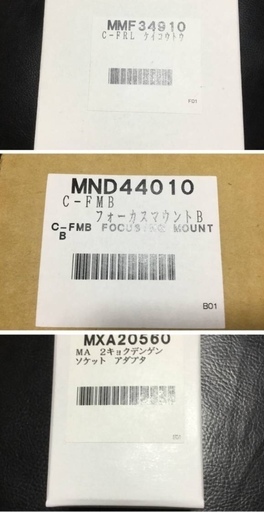 MMF34910
C-FRL ケイコウトウ
F01
MND44010
C-FMB
フォーカスマウントB
C-FMB FOCUSING MOUNT
B
B01
MXA20560
MA 2キョクデンゲン
ソケット アダプタ